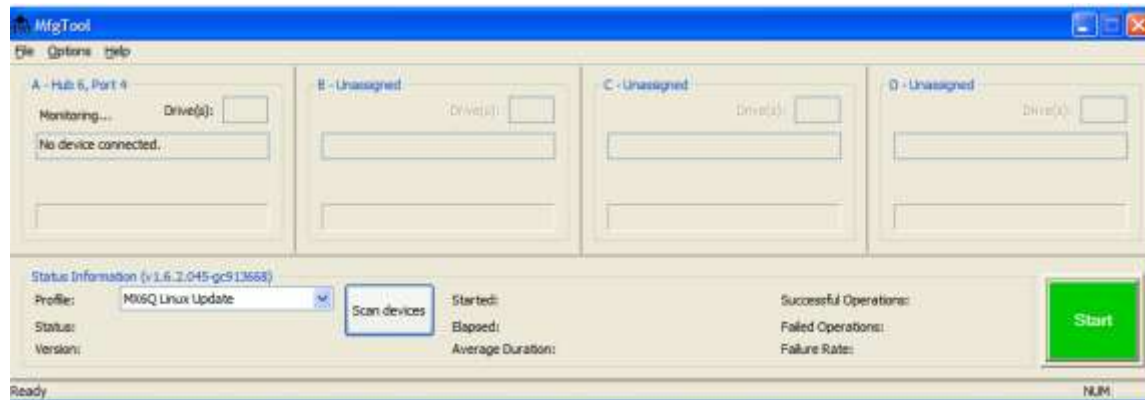 MfgTool
File Options Help
A - Hub 6, Port 4
Monitoring... Drive(s):
No device connected.
B - Unassigned
Drive(s):
C - Unassigned
Drive(s):
D - Unassigned
Drive(s):
Status Information (v1.6.2.045-gc913668)
Profile: MX6Q Linux Update
Status:
Version:
Scan devices
Started:
Elapsed:
Average Duration:
Successful Operations:
Failed Operations:
Failure Rate:
Start
Ready NUM